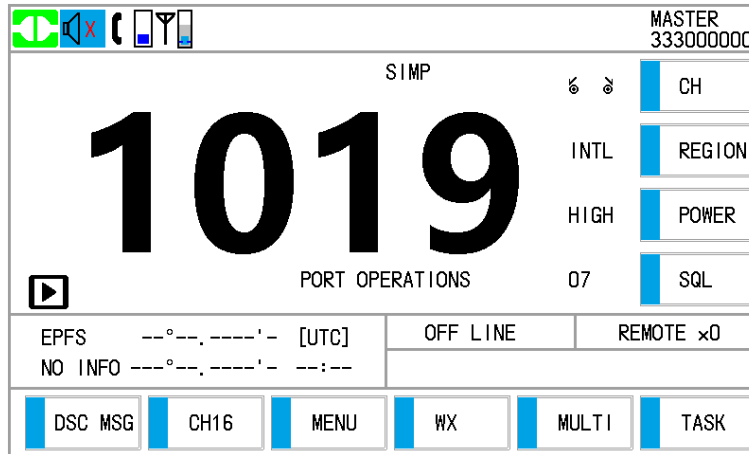 MASTER
333000000
SIMP
CH
1019
INTL
REGION
HIGH
POWER
PORT OPERATIONS
07
SQL
EPFS --°--.----'- [UTC]
NO INFO ---°--.----'- --:--
OFF LINE
REMOTE x0
DSC MSG
CH16
MENU
WX
MULTI
TASK